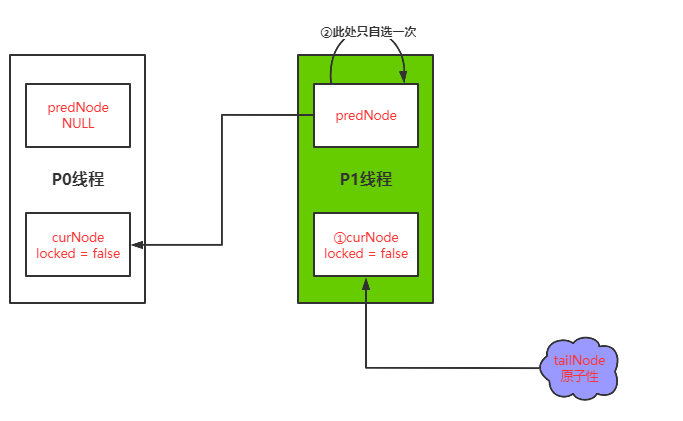 ②此处只自选一次
predNode
NULL
P0线程
curNode
locked = false
predNode
P1线程
①curNode
locked = false
tailNode
原子性